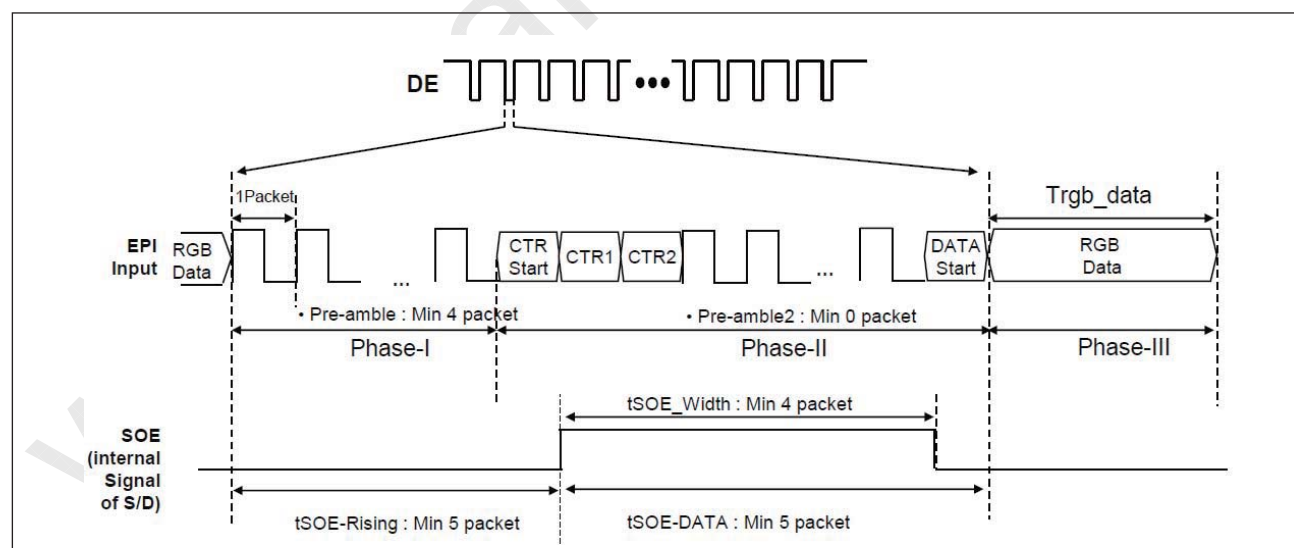 DE
1Packet
Trgb_data
EPI
Input
RGB
Data
...
CTR
Start
CTR1
CTR2
...
DATA
Start
RGB
Data
• Pre-amble : Min 4 packet
• Pre-amble2 : Min 0 packet
Phase-I
Phase-II
Phase-III
tSOE_Width : Min 4 packet
SOE
(internal
Signal
of S/D)
tSOE-Rising : Min 5 packet
tSOE-DATA : Min 5 packet